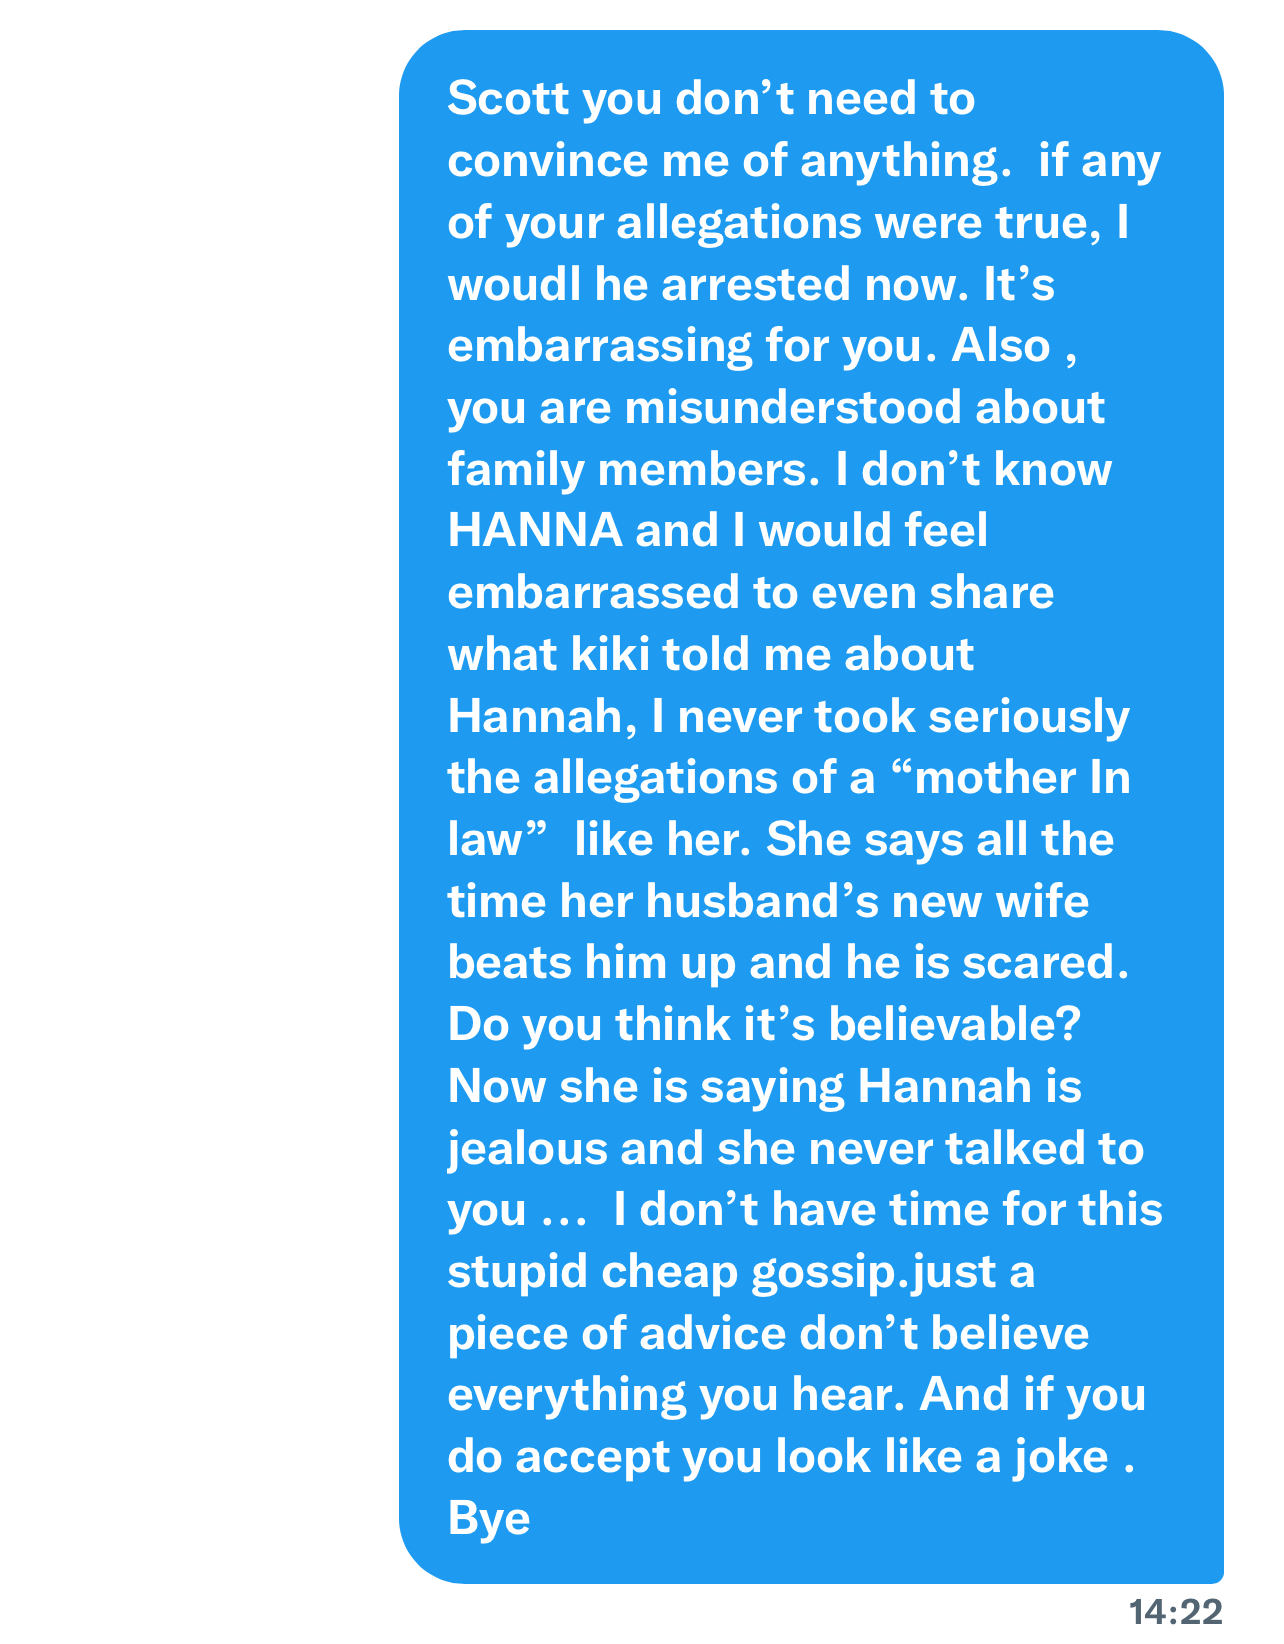 Scott you don’t need to
convince me of anything.  if any
of your allegations were true, I
woudl he arrested now. It’s
embarrassing for you. Also ,
you are misunderstood about
family members. I don’t know
HANNA and I would feel
embarrassed to even share
what kiki told me about
Hannah, I never took seriously
the allegations of a “mother In
law”  like her. She says all the
time her husband’s new wife
beats him up and he is scared.
Do you think it’s believable?
Now she is saying Hannah is
jealous and she never talked to
you ...  I don’t have time for this
stupid cheap gossip.just a
piece of advice don’t believe
everything you hear. And if you
do accept you look like a joke .
Bye
14:22